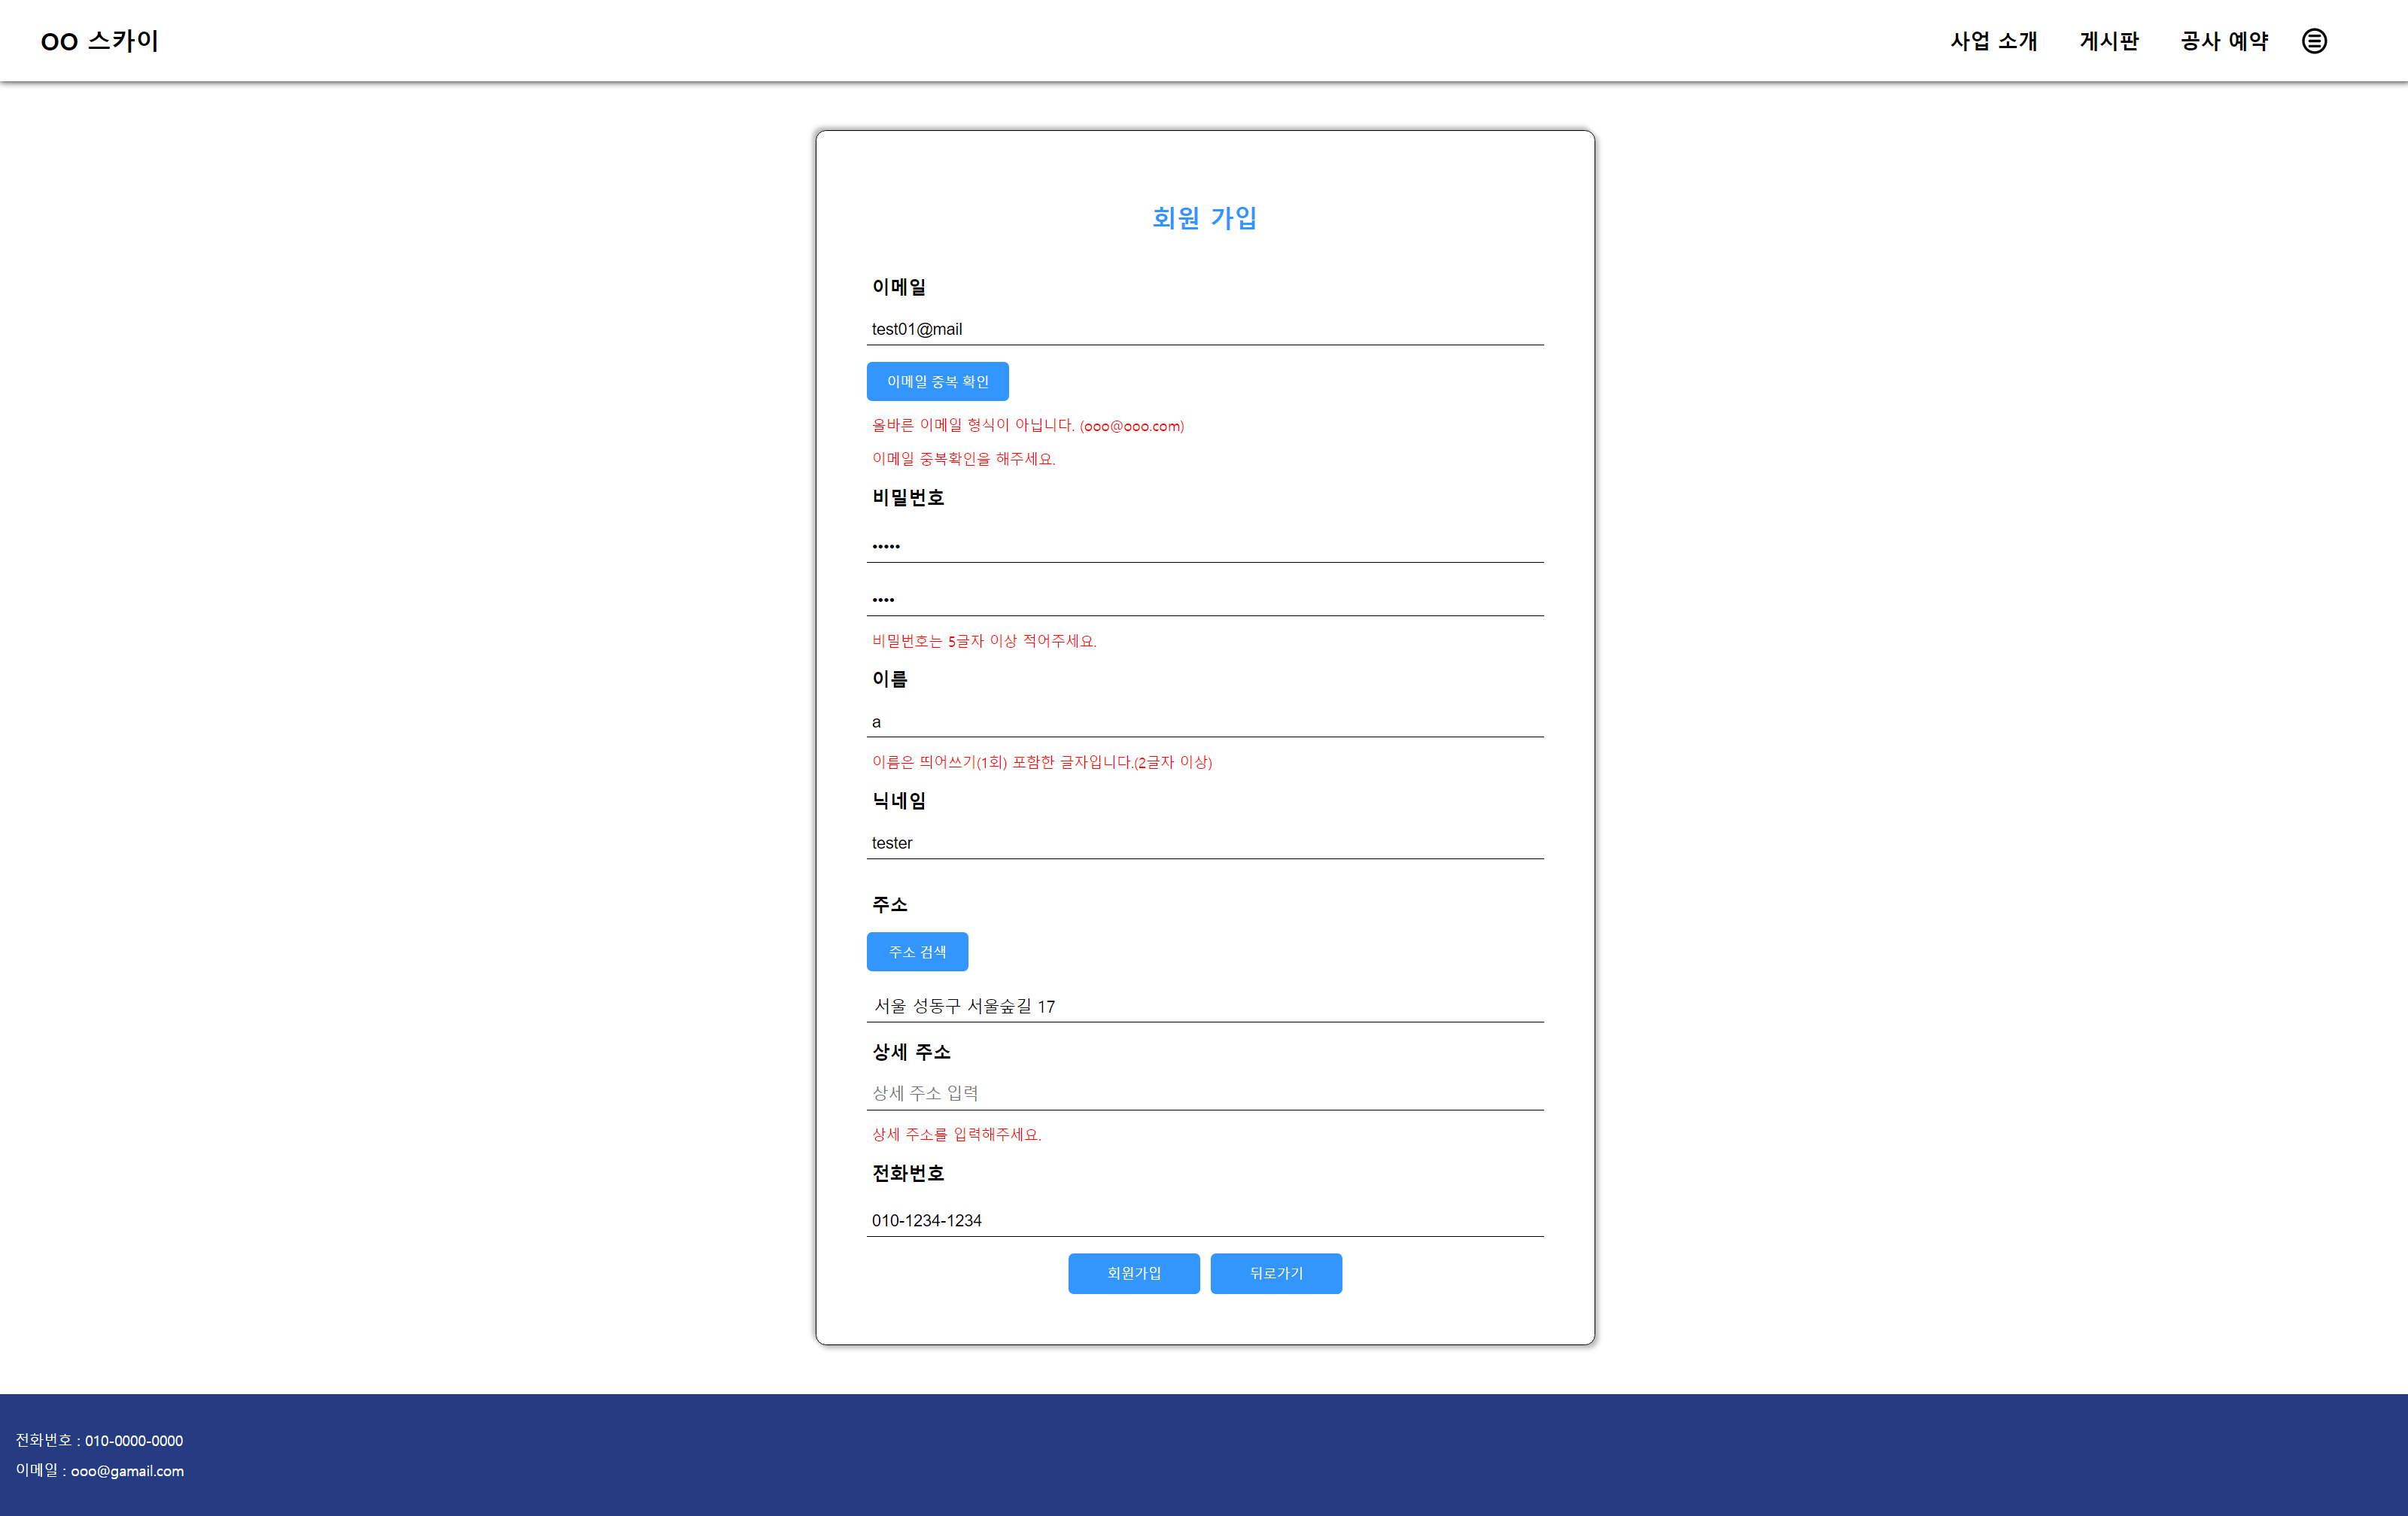 OO 스카이
사업 소개 게시판 공사 예약
회원 가입
이메일
test01@mail
이메일 중복 확인
올바른 이메일 형식이 아닙니다. (ooo@ooo.com)
이메일 중복확인을 해주세요.
비밀번호
•••••
••••
비밀번호는 5글자 이상 적어주세요.
이름
a
이름은 띄어쓰기(1회) 포함한 글자입니다.(2글자 이상)
닉네임
tester
주소
주소 검색
서울 성동구 서울숲길 17
상세 주소
상세 주소 입력
상세 주소를 입력해주세요.
전화번호
010-1234-1234
회원가입 뒤로가기
전화번호 : 010-0000-0000
이메일 : ooo@gamail.com